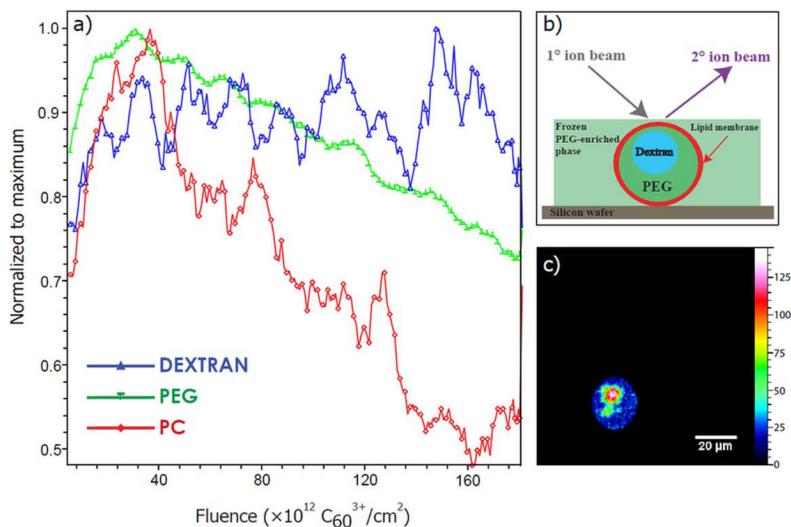 a)
Normalized to maximum
1.0
0.9
0.8
0.7
0.6
0.5
DEXTRAN
PEG
PC
40
80
120
160
Fluence (×10¹² C₆₀³⁺/cm²)
b)
1° ion beam
2° ion beam
Frozen
PEG-enriched
phase
Lipid membrane
Dextran
PEG
Silicon wafer
c)
20 µm
125
100
75
50
25
0